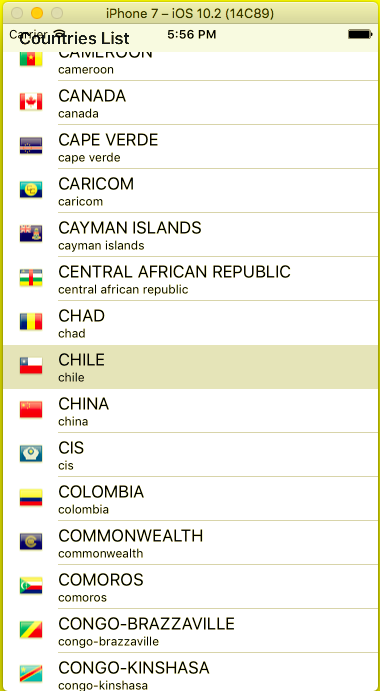 iPhone 7 – iOS 10.2 (14C89)
Carrier 5:56 PM
Countries List
CAMEROON
cameroon
CANADA
canada
CAPE VERDE
cape verde
CARICOM
caricom
CAYMAN ISLANDS
cayman islands
CENTRAL AFRICAN REPUBLIC
central african republic
CHAD
chad
CHILE
chile
CHINA
china
CIS
cis
COLOMBIA
colombia
COMMONWEALTH
commonwealth
COMOROS
comoros
CONGO-BRAZZAVILLE
congo-brazzaville
CONGO-KINSHASA
congo-kinshasa